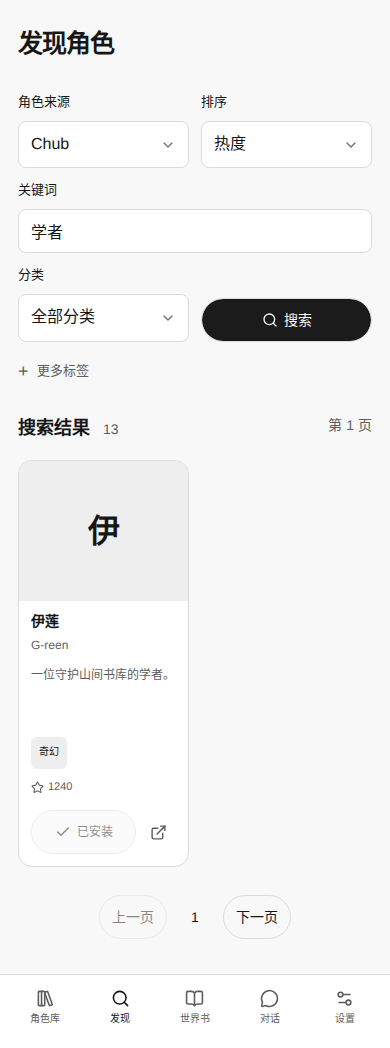 发现角色
角色来源
排序
Chub
热度
关键词
学者
分类
全部分类
搜索
+ 更多标签
搜索结果 13
第 1 页
伊
伊莲
G-reen
一位守护山间书库的学者。
奇幻
1240
已安装
上一页 1 下一页
角色库 发现 世界书 对话 设置